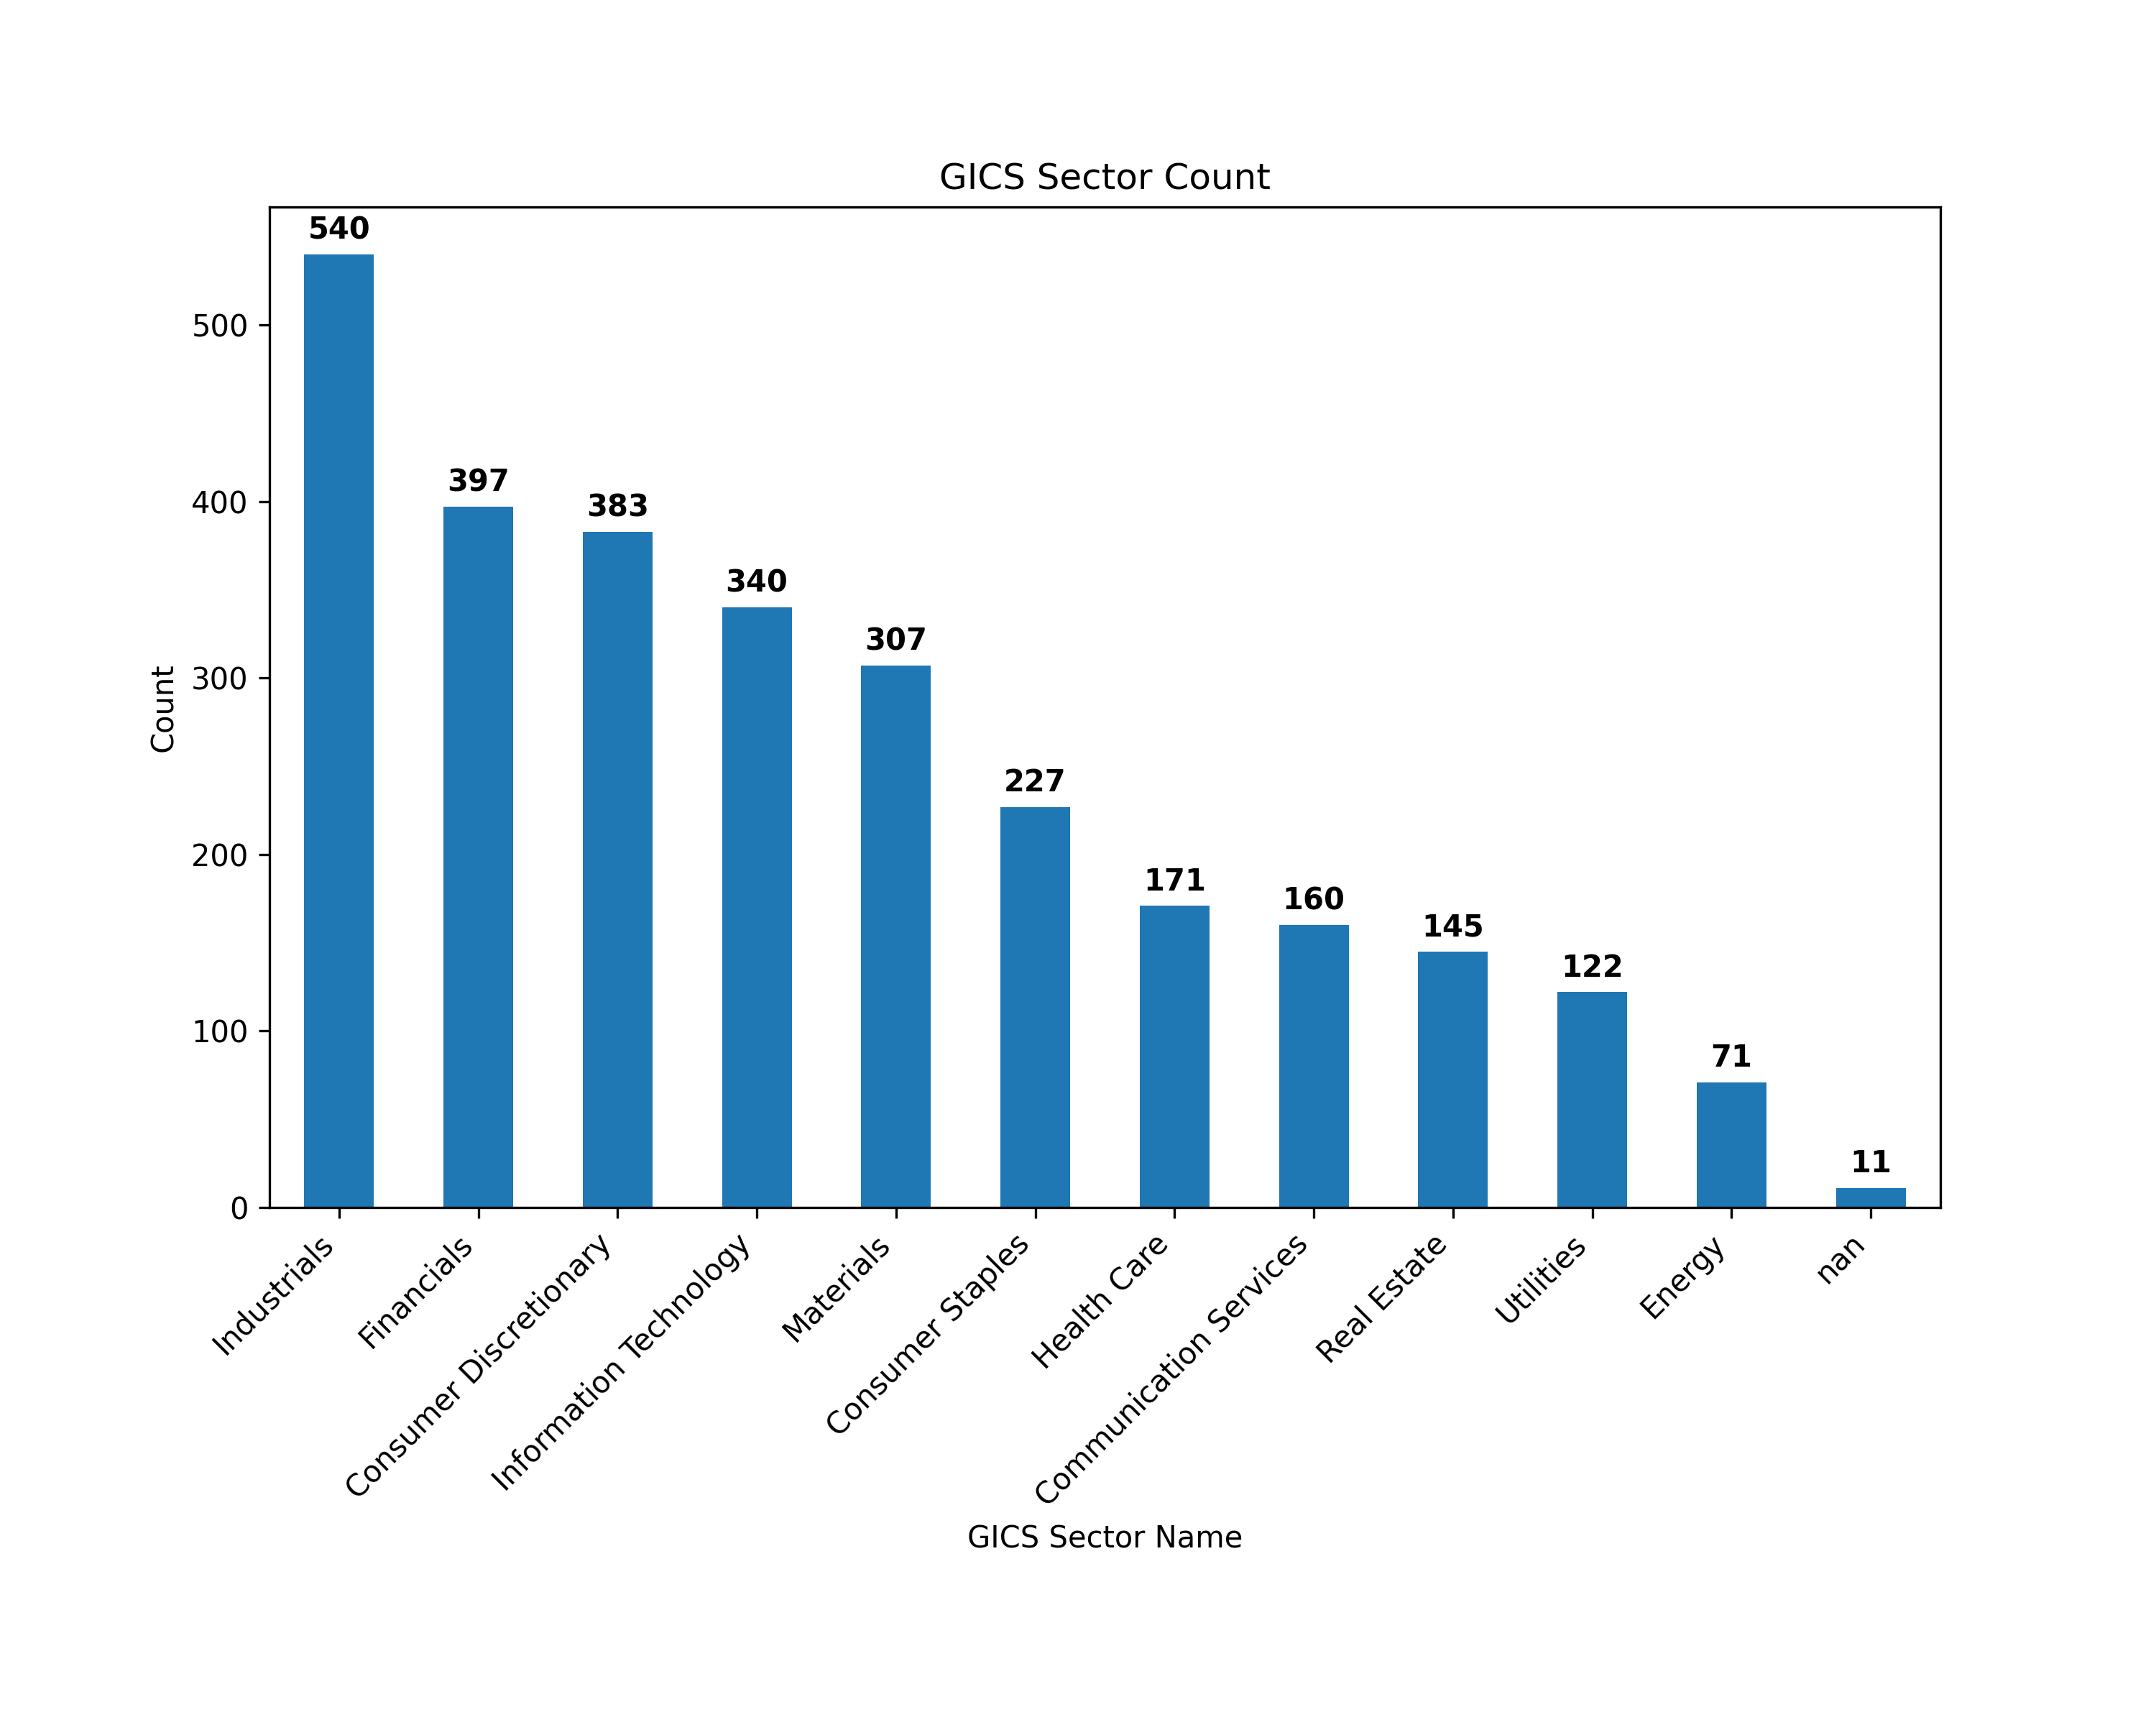 GICS Sector Count
540
397
383
340
307
227
171
160
145
122
71
11
500
400
300
200
100
0
Count
Industrials
Financials
Consumer Discretionary
Information Technology
Materials
Consumer Staples
Health Care
Communication Services
Real Estate
Utilities
Energy
nan
GICS Sector Name